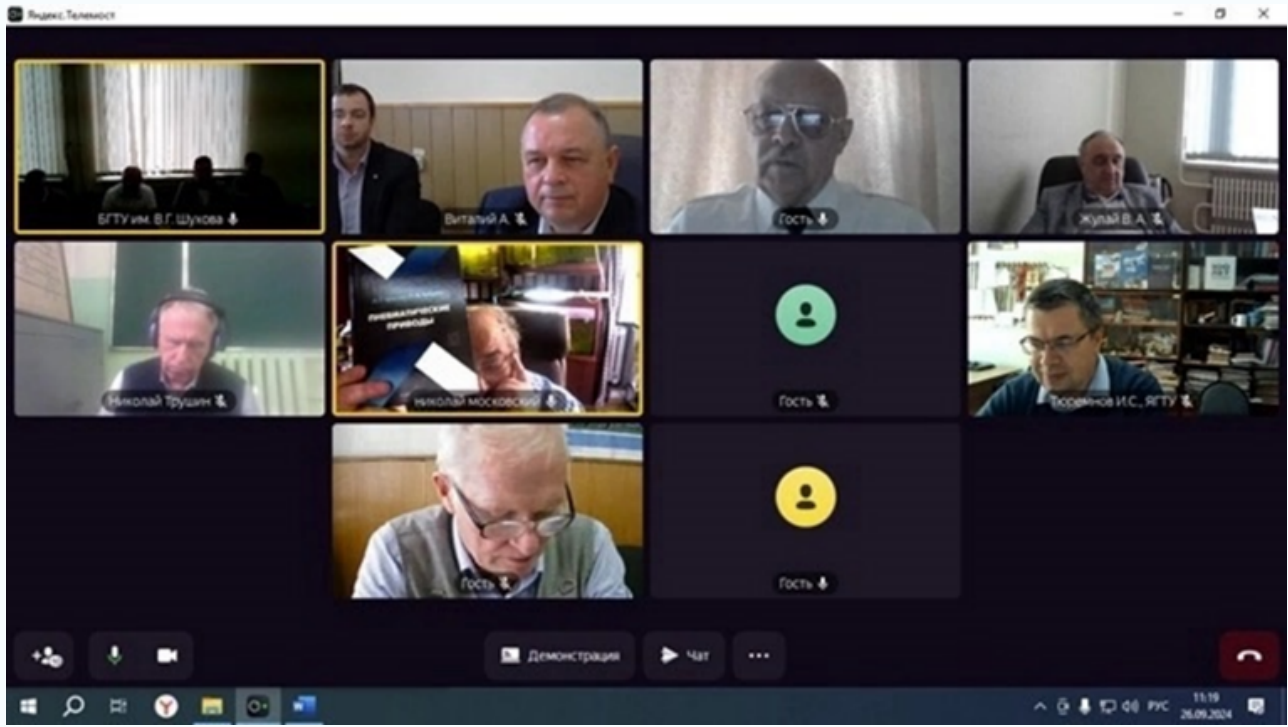 Яндекс.Телемост
БГТУ им. В.Г. Шухова
Виталий А.
Гость
Жулай В. А.
ПНЕВМАТИЧЕСКИЕ
ПРИВОДЫ
Николай Трушин
николай московский
Гость
Тюремнов И.С., ЯГТУ
Гость
Гость
Демонстрация
Чат
РУС
11:19
26.09.2024